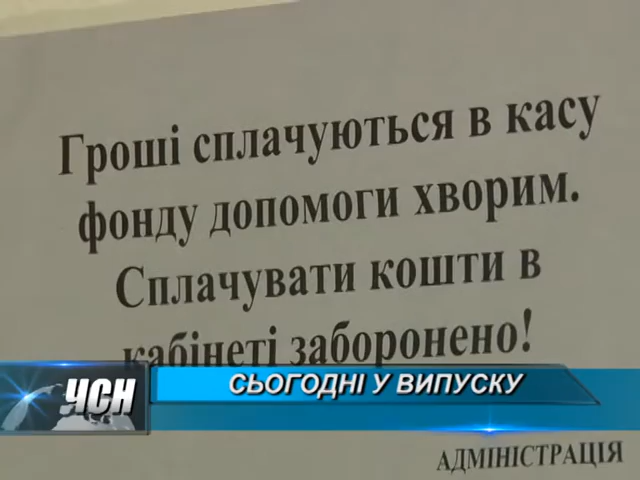 Гроші сплачуються в касу
фонду допомоги хворим.
Сплачувати кошти в
кабінеті заборонено!
ЧСН
СЬОГОДНІ У ВИПУСКУ
АДМІНІСТРАЦІЯ